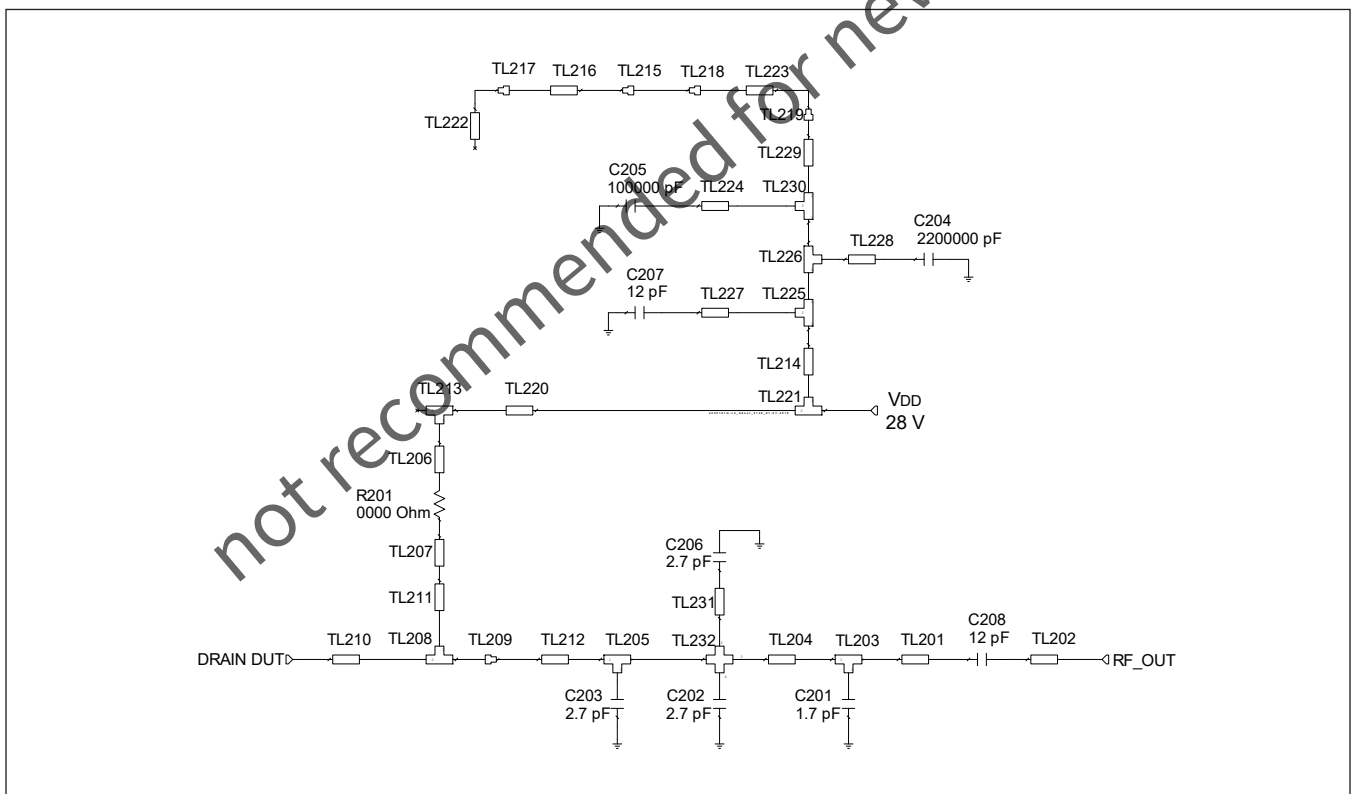 not recommended for ne
TL217 TL216 TL215 TL218 TL223
TL222
TL219
TL229
C205
100000 pF
TL224
TL230
C204
2200000 pF
TL228
TL226
C207
12 pF
TL227
TL225
TL214
TL213
TL220
TL221
VDD
28 V
TL206
R201
0000 Ohm
TL207
C206
2.7 pF
TL211
TL231
C208
12 pF
TL210 TL208 TL209 TL212 TL205 TL232 TL204 TL203 TL201 TL202
DRAIN DUT
RF_OUT
C203
2.7 pF
C202
2.7 pF
C201
1.7 pF